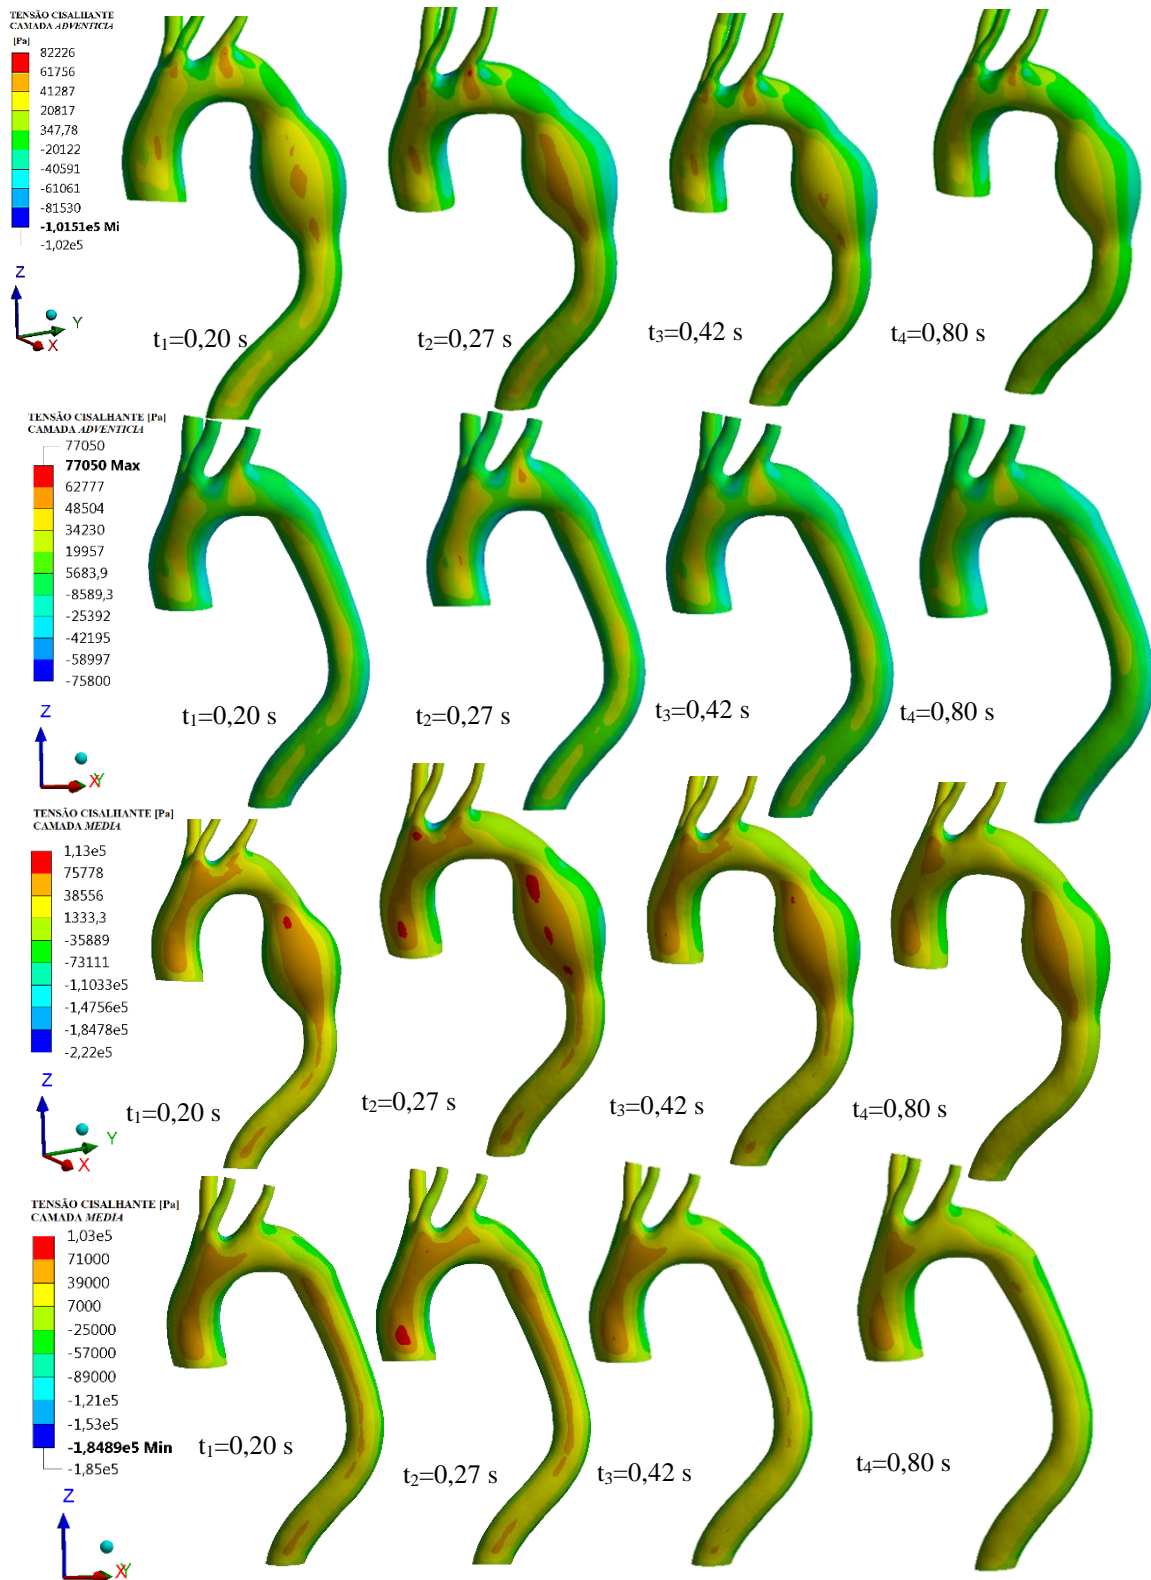 TENSÃO CISALHANTE
CAMADA ADVENTICIA
[Pa]
82226
61756
41287
20817
347,78
-20122
-40591
-61061
-81530
-1,0151e5 Mi
-1,02e5
Z
Y
X
t1=0,20 s
t2=0,27 s
t3=0,42 s
t4=0,80 s
TENSÃO CISALHANTE [Pa]
CAMADA ADVENTICIA
77050
77050 Max
62777
48504
34230
19957
5683,9
-8589,3
-25392
-42195
-58997
-75800
Z
X
Y
t1=0,20 s
t2=0,27 s
t3=0,42 s
t4=0,80 s
TENSÃO CISALHANTE [Pa]
CAMADA MEDIA
1,13e5
75778
38556
1333,3
-35889
-73111
-1,1033e5
-1,4756e5
-1,8478e5
-2,22e5
Z
Y
X
t1=0,20 s
t2=0,27 s
t3=0,42 s
t4=0,80 s
TENSÃO CISALHANTE [Pa]
CAMADA MEDIA
1,03e5
71000
39000
7000
-25000
-57000
-89000
-1,21e5
-1,53e5
-1,8489e5 Min
-1,85e5
Z
X
Y
t1=0,20 s
t2=0,27 s
t3=0,42 s
t4=0,80 s